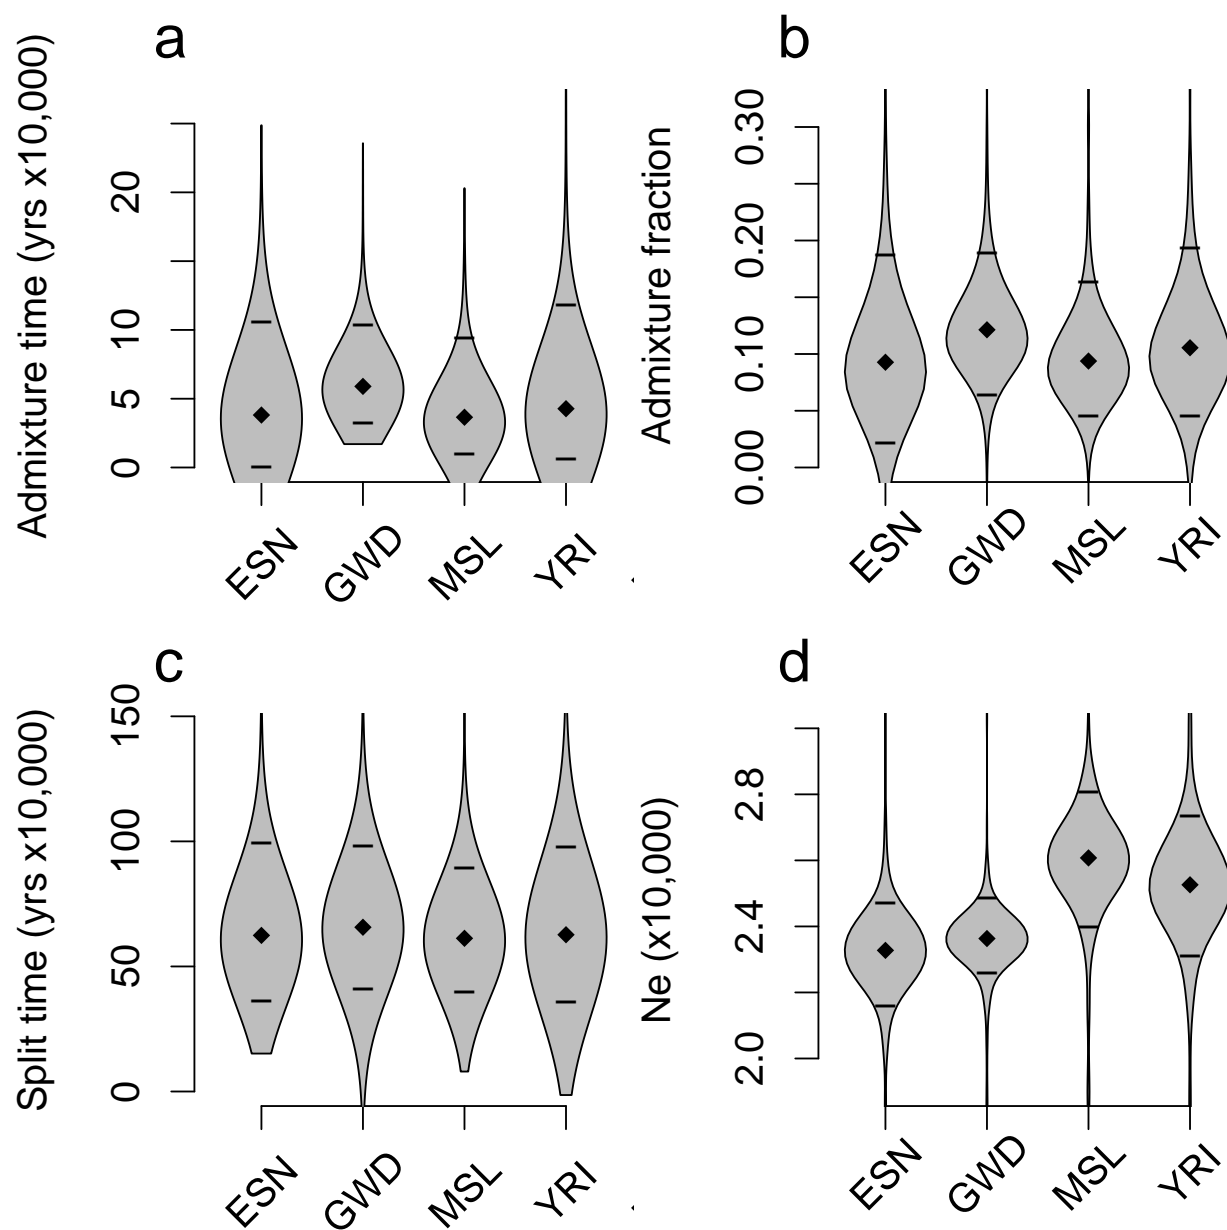 a
Admixture time (yrs x10,000)
20
10
5
0
ESN GWD MSL YRI
b
Admixture fraction
0.30
0.20
0.10
0.00
ESN GWD MSL YRI
c
Split time (yrs x10,000)
150
100
50
0
ESN GWD MSL YRI
d
Ne (x10,000)
2.8
2.4
2.0
ESN GWD MSL YRI